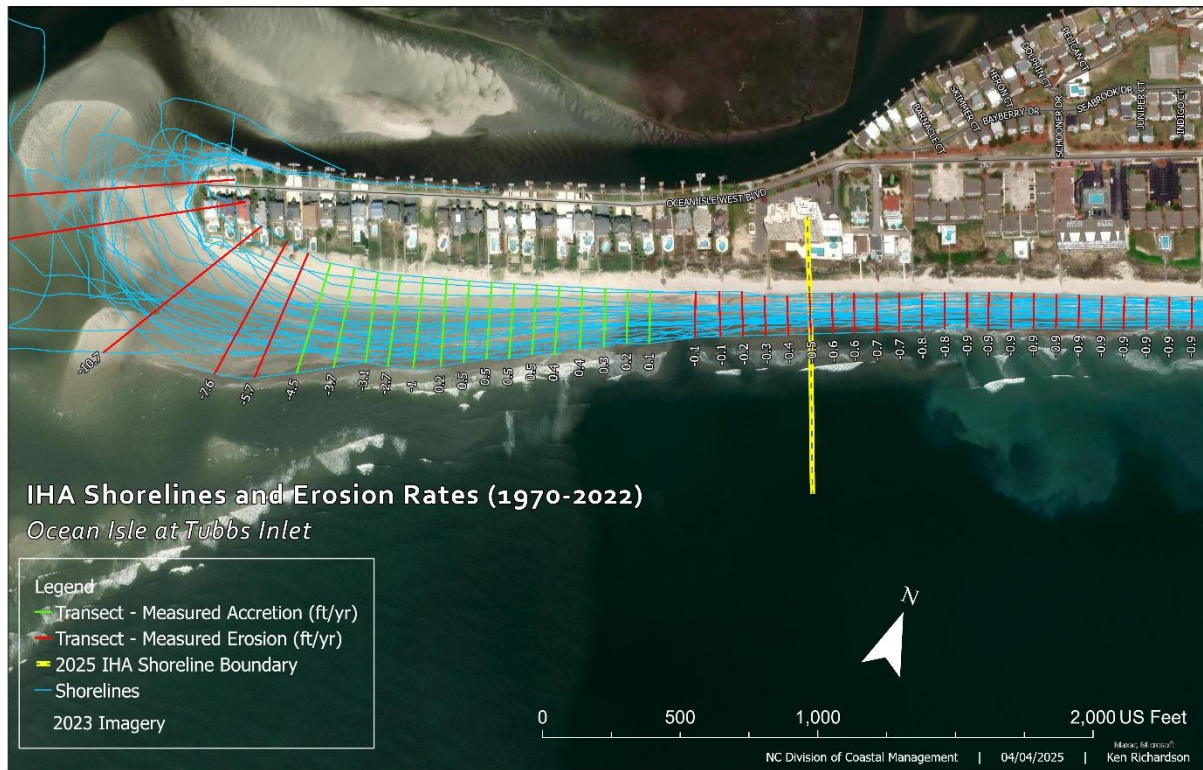 PELICAN CT
DOLPHIN CT
HERON CT
SKIMMER CT
BARNACLE CT
BAYBERRY DR
SEABROOK DR
SCHOONER DR
JUNIPER CT
INDIGO CT
OCEAN ISLE WEST BLVD
-10.7
-7.6
-5.7
-4.5
-3.7
-3.1
-2.7
-1
0.2
0.5
0.5
0.5
0.5
0.4
0.4
0.3
0.2
0.1
-0.1
-0.1
-0.2
-0.3
-0.4
-0.5
-0.6
-0.6
-0.7
-0.7
-0.8
-0.8
-0.9
-0.9
-0.9
-0.9
-0.9
-0.9
-0.9
-0.9
-0.9
-0.9
-0.9
IHA Shorelines and Erosion Rates (1970-2022)
Ocean Isle at Tubbs Inlet
Legend
Transect - Measured Accretion (ft/yr)
Transect - Measured Erosion (ft/yr)
2025 IHA Shoreline Boundary
Shorelines
2023 Imagery
N
0 500 1,000 2,000 US Feet
Maxar, Microsoft
NC Division of Coastal Management | 04/04/2025 | Ken Richardson